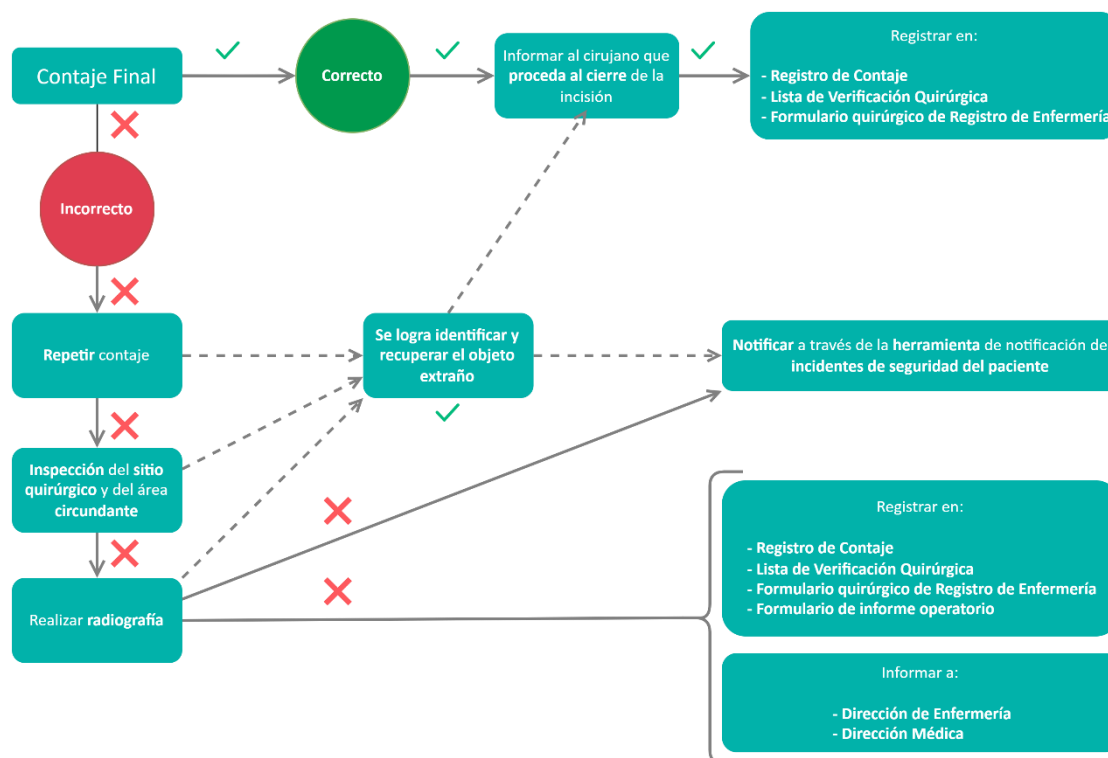 Contaje Final
Correcto
Informar al cirujano que
proceda al cierre de la
incisión
Registrar en:
- Registro de Contaje
- Lista de Verificación Quirúrgica
- Formulario quirúrgico de Registro de Enfermería
Incorrecto
Repetir contaje
Se logra identificar y
recuperar el objeto
extraño
Notificar a través de la herramienta de notificación de
incidentes de seguridad del paciente
Inspección del sitio
quirúrgico y del área
circundante
Realizar radiografía
Registrar en:
- Registro de Contaje
- Lista de Verificación Quirúrgica
- Formulario quirúrgico de Registro de Enfermería
- Formulario de informe operatorio
Informar a:
- Dirección de Enfermería
- Dirección Médica